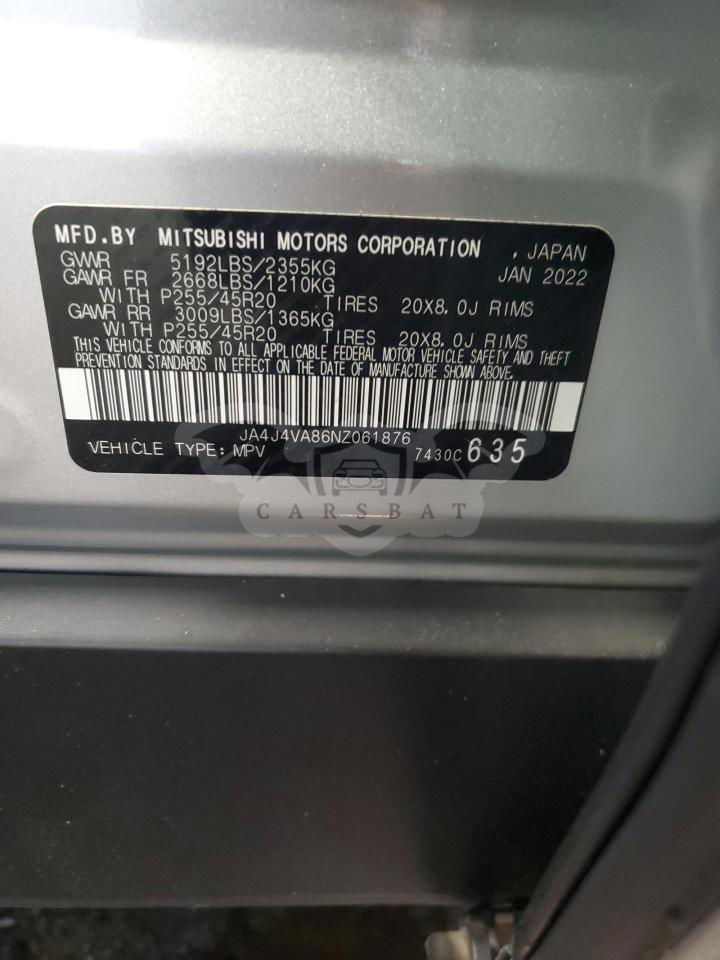 MFD.BY MITSUBISHI MOTORS CORPORATION , JAPAN
GVWR 5192LBS/2355KG JAN 2022
GAWR FR 2668LBS/1210KG
WITH P255/45R20 TIRES 20X8.0J RIMS
GAWR RR 3009LBS/1365KG
WITH P255/45R20 TIRES 20X8.0J RIMS
THIS VEHICLE CONFORMS TO ALL APPLICABLE FEDERAL MOTOR VEHICLE SAFETY AND THEFT
PREVENTION STANDARDS IN EFFECT ON THE DATE OF MANUFACTURE SHOWN ABOVE.
JA4J4VA86NZ061876
VEHICLE TYPE: MPV 7430C 635
CARSBAT